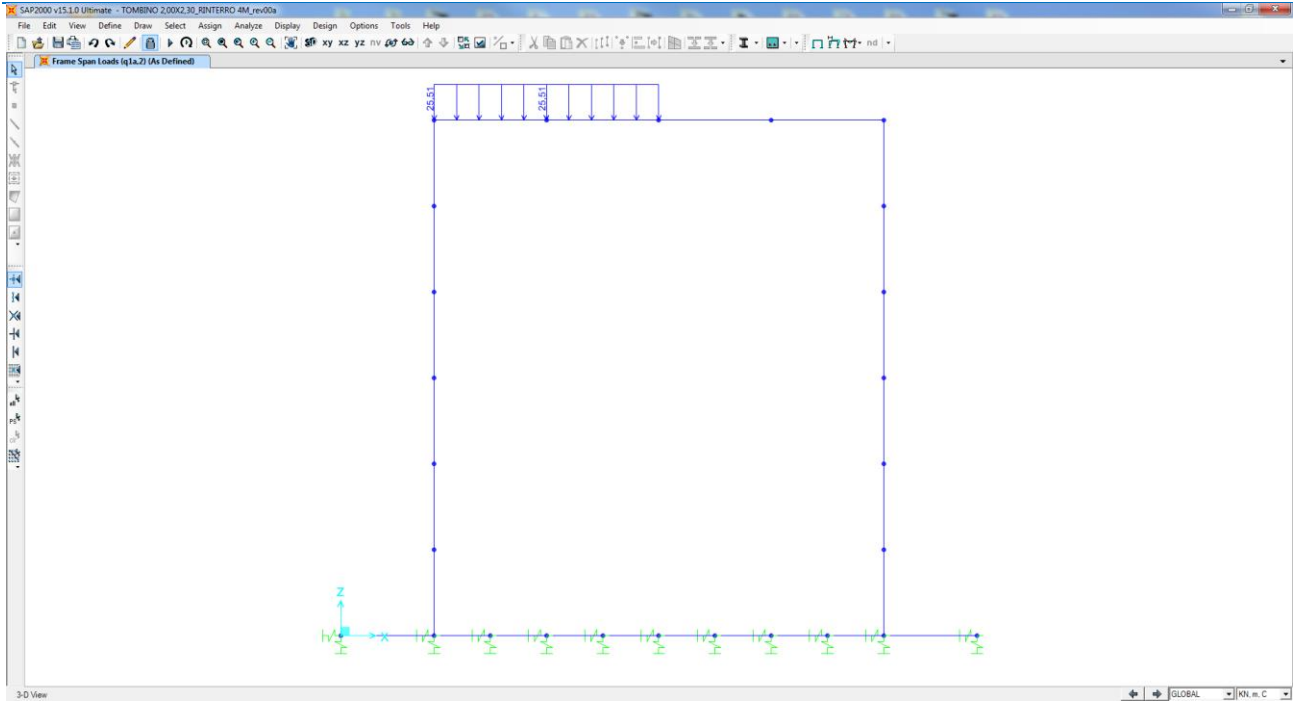 SAP2000 v15.1.0 Ultimate - TOMBINO 2,00X2,30_RINTERRO 4M_rev00a
File Edit View Define Draw Select Assign Analyze Display Design Options Tools Help
xy xz yz nv nd
Frame Span Loads (q1a.2) (As Defined)
25.51 25.51
Z
X
3-D View GLOBAL KN, m, C